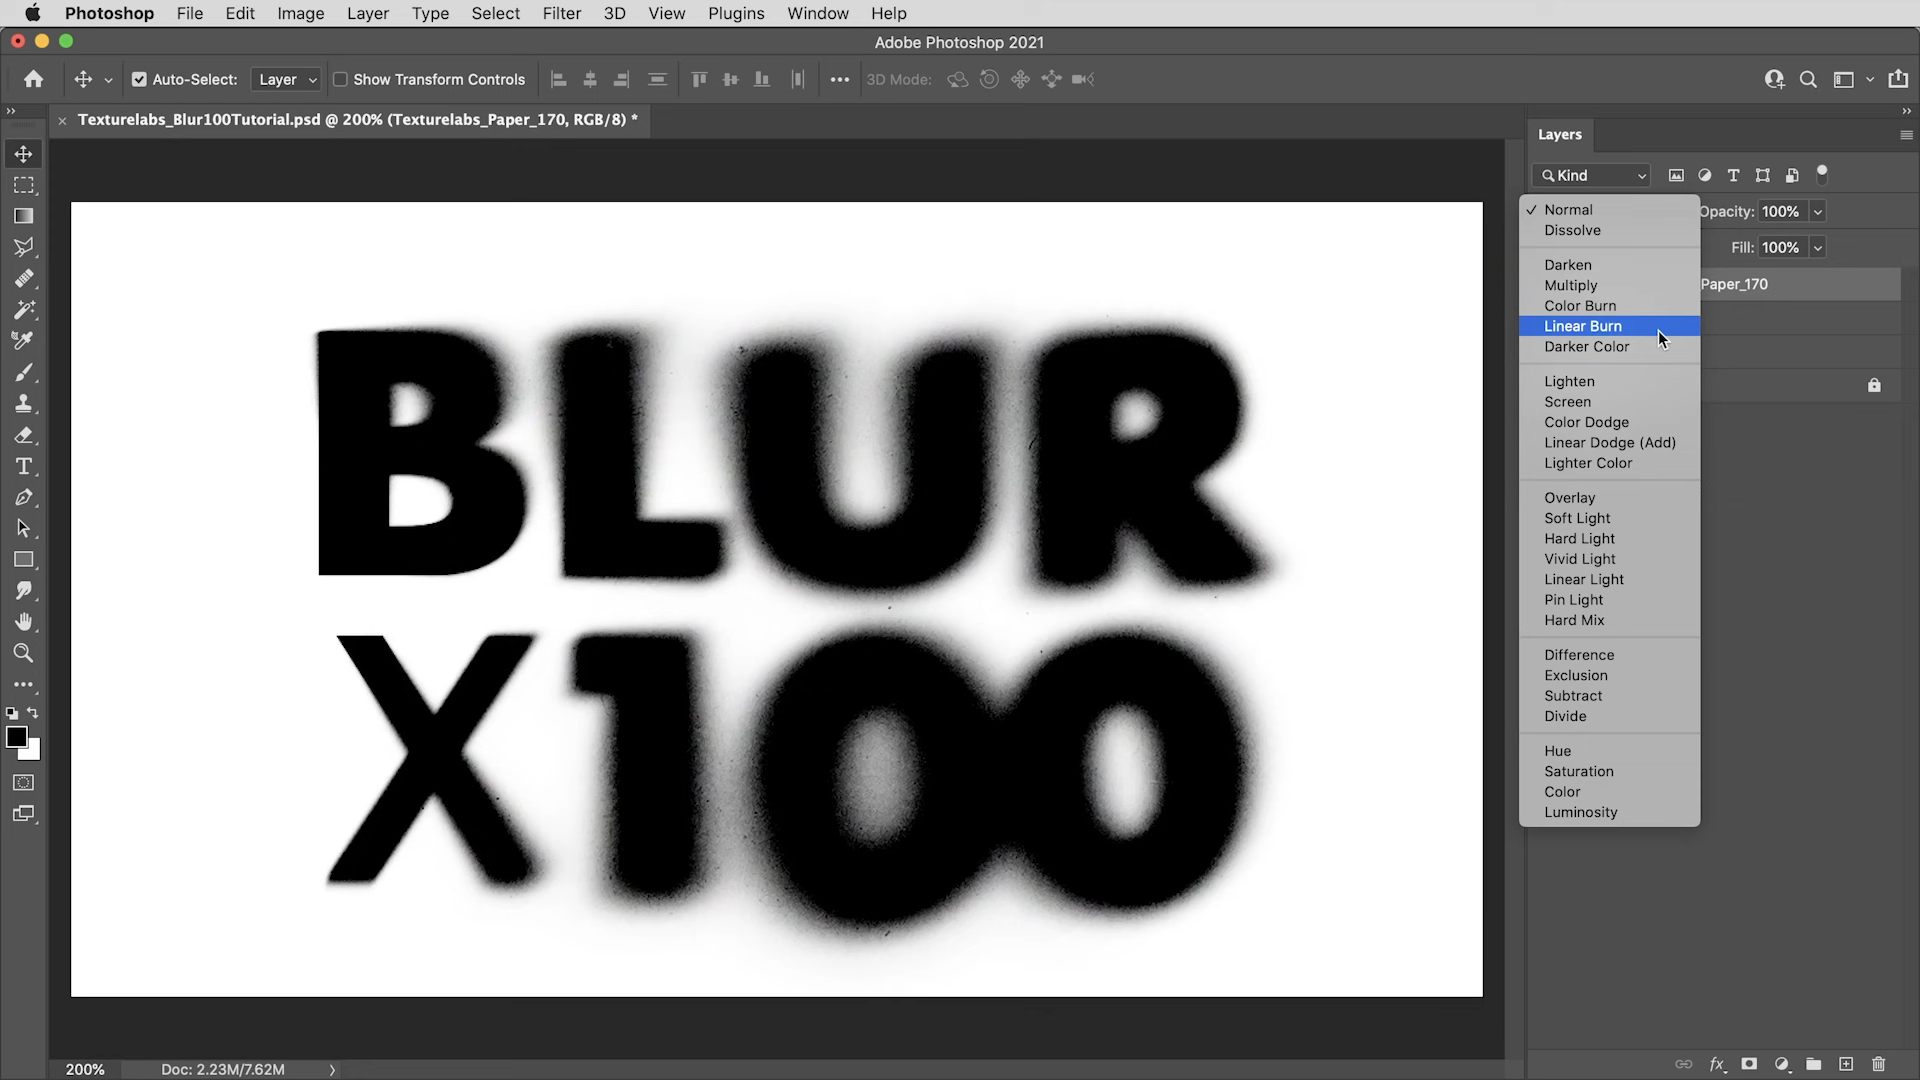 Photoshop File Edit Image Layer Type Select Filter 3D View Plugins Window Help
Adobe Photoshop 2021
Auto-Select: Layer Show Transform Controls 3D Mode:
Texturelabs_Blur100Tutorial.psd @ 200% (Texturelabs_Paper_170, RGB/8) *
Layers
Kind
Opacity: 100%
Fill: 100%
Paper_170
Normal
Dissolve
Darken
Multiply
Color Burn
Linear Burn
Darker Color
Lighten
Screen
Color Dodge
Linear Dodge (Add)
Lighter Color
Overlay
Soft Light
Hard Light
Vivid Light
Linear Light
Pin Light
Hard Mix
Difference
Exclusion
Subtract
Divide
Hue
Saturation
Color
Luminosity
BLUR
X100
200% Doc: 2.23M/7.62M
fx